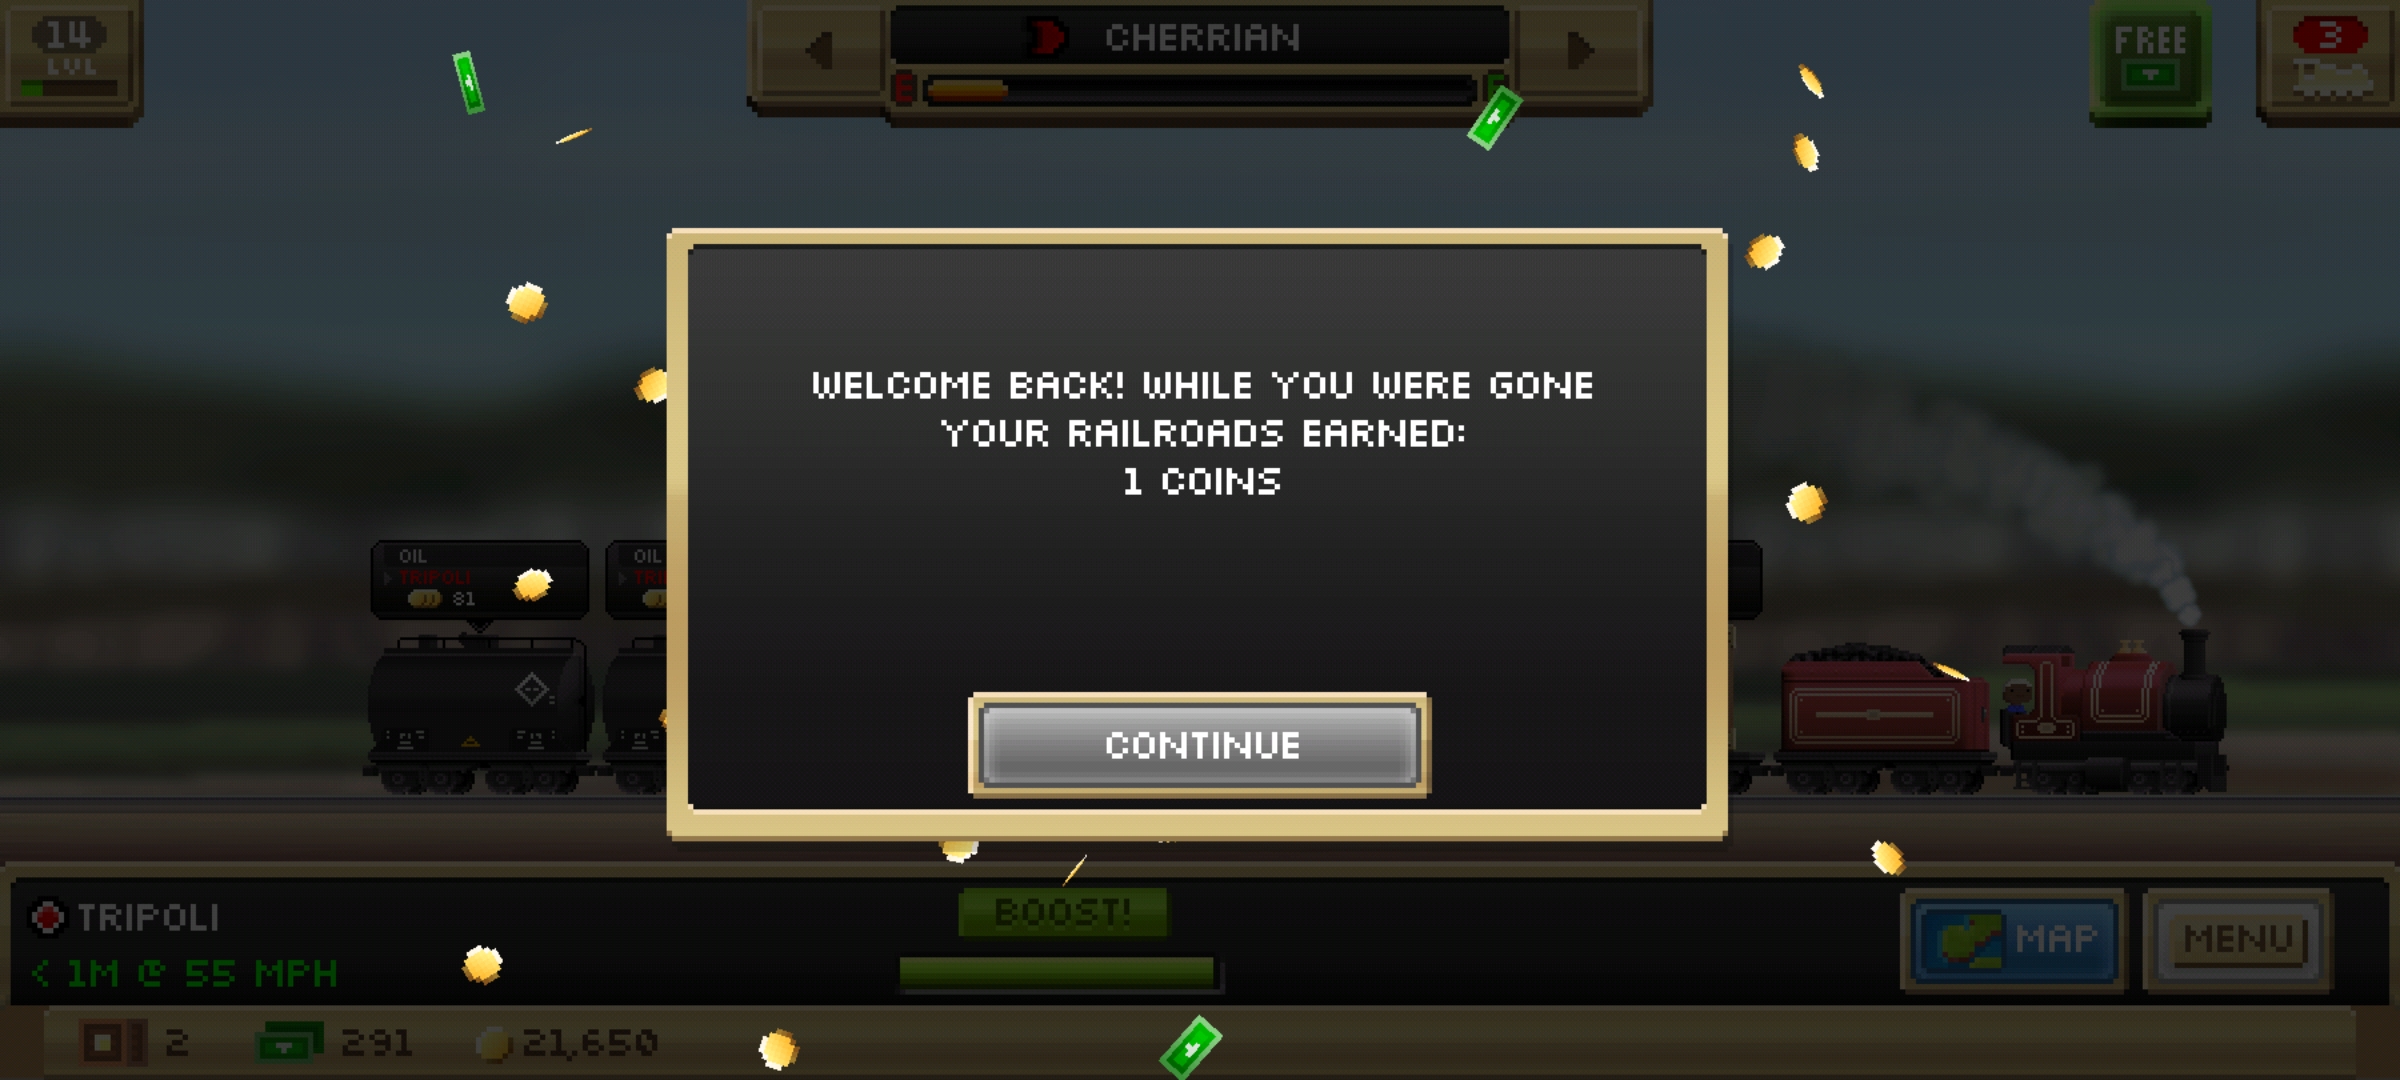 14
LVL
CHERRIAN
E
FREE
3
WELCOME BACK! WHILE YOU WERE GONE
YOUR RAILROADS EARNED:
1 COINS
CONTINUE
OIL
TRIPOLI
81
OIL
TRIPOLI
< 1M @ 55 MPH
BOOST!
MAP
MENU
2
291
21,650